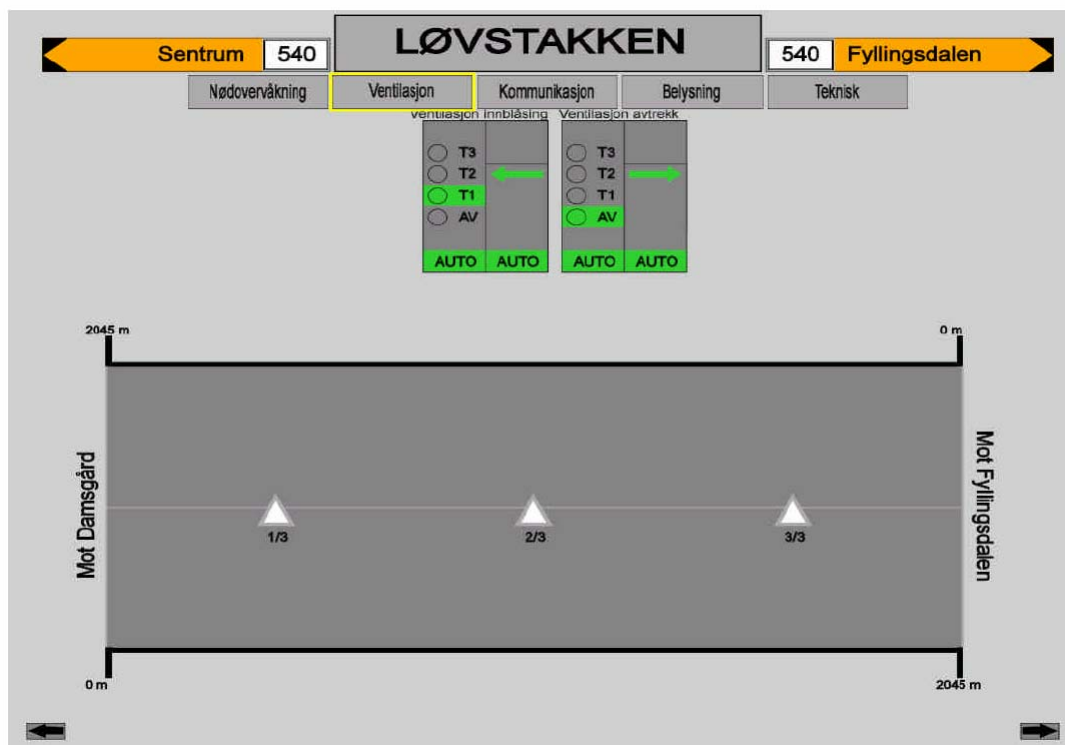 LØVSTAKKEN
Sentrum 540
540 Fyllingsdalen
Nødovervåkning Ventilasjon Kommunikasjon Belysning Teknisk
Ventilasjon innblåsing Ventilasjon avtrekk
T3 T3
T2 T2
T1 T1
AV AV
AUTO AUTO AUTO AUTO
2045 m 0 m
Mot Damsgård
Mot Fyllingsdalen
1/3 2/3 3/3
0 m 2045 m